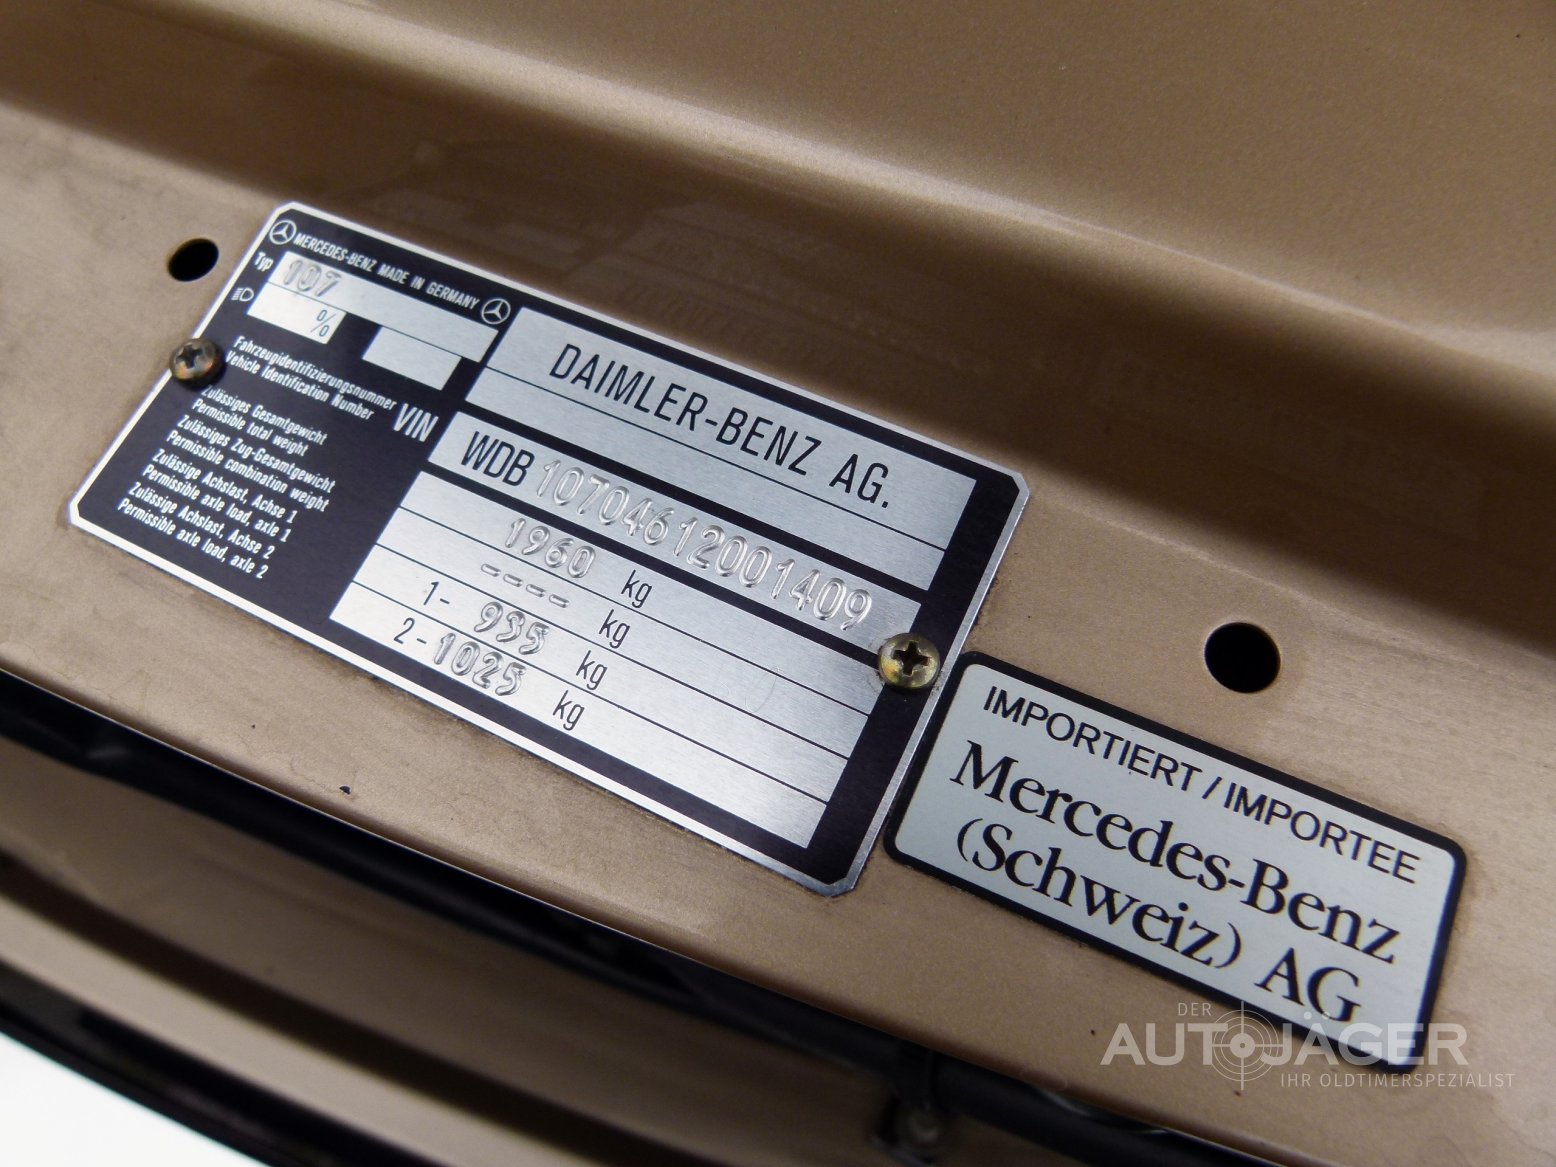 MERCEDES-BENZ MADE IN GERMANY
Typ 107
%
Fahrzeugidentifizierungsnummer
Vehicle Identification Number VIN
Zulässiges Gesamtgewicht
Permissible total weight
Zulässiges Zug-Gesamtgewicht
Permissible combination weight
Zulässige Achslast, Achse 1
Permissible axle load, axle 1
Zulässige Achslast, Achse 2
Permissible axle load, axle 2
DAIMLER-BENZ AG.
WDB 10704612001409
1960 kg
---- kg
1- 935 kg
2- 1025 kg
IMPORTIERT / IMPORTEE
Mercedes-Benz
(Schweiz) AG
DER
AUTOJÄGER
IHR OLDTIMERSPEZIALIST